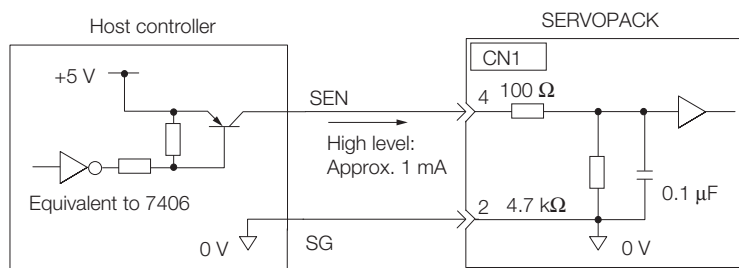 Host controller
SERVOPACK
+5 V
CN1
SEN
4
100 Ω
High level:
Approx. 1 mA
Equivalent to 7406
2
4.7 kΩ
0.1 μF
0 V
SG
0 V